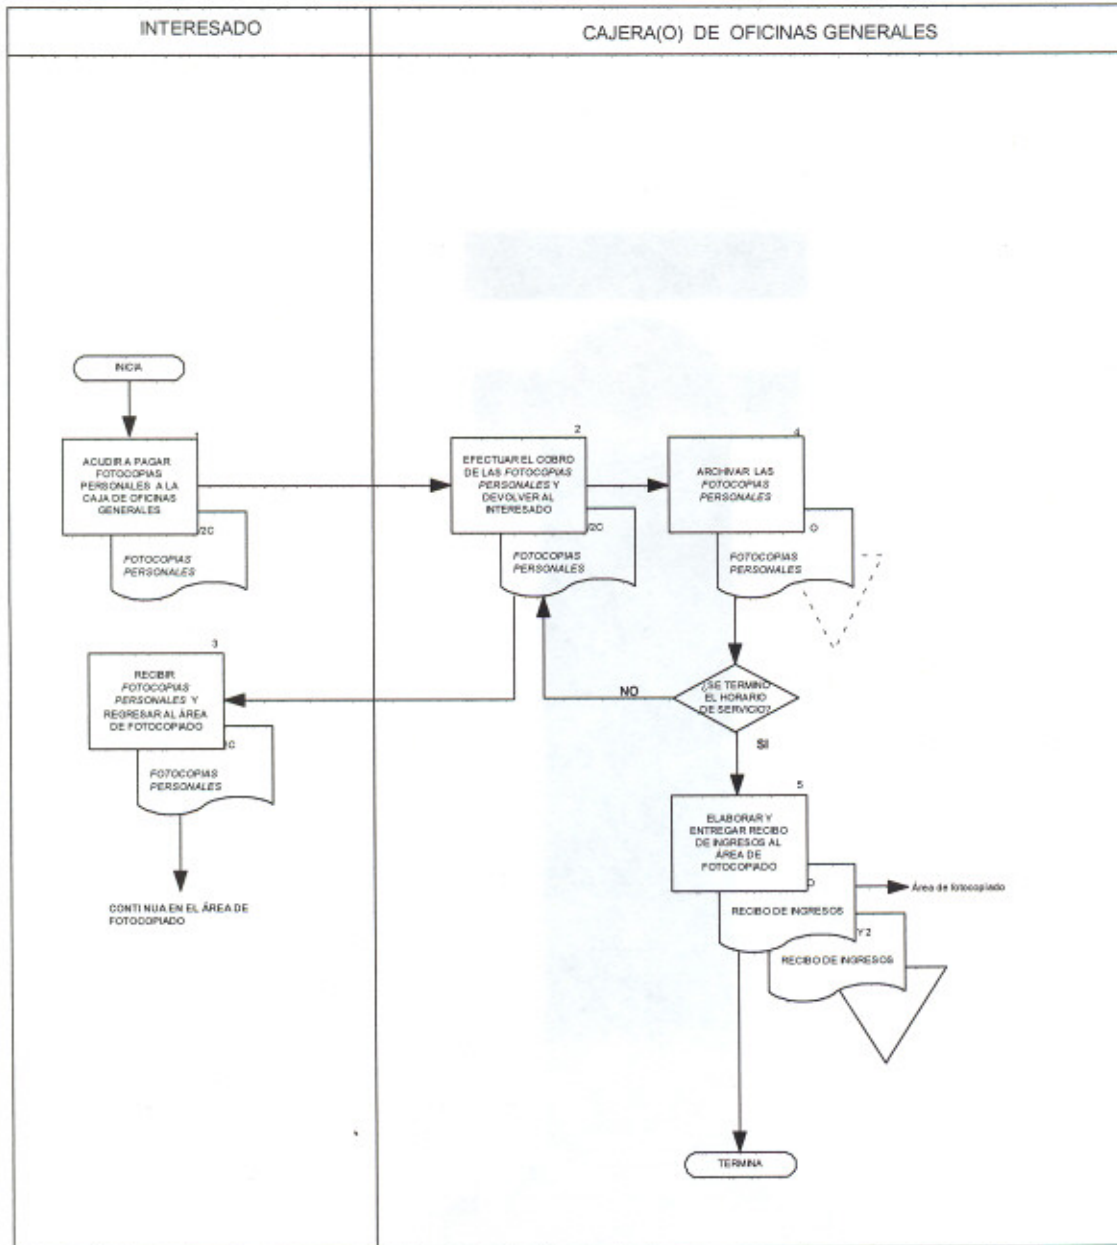 INTERESADO
CAJERA(O) DE OFICINAS GENERALES
INICIA
1
ACUDIR A PAGAR
FOTOCOPIAS
PERSONALES A LA
CAJA DE OFICINAS
GENERALES
/2C
FOTOCOPIAS
PERSONALES
2
EFECTUAR EL COBRO
DE LAS FOTOCOPIAS
PERSONALES Y
DEVOLVER AL
INTERESADO
/2C
FOTOCOPIAS
PERSONALES
4
ARCHIVAR LAS
FOTOCOPIAS
PERSONALES
O
FOTOCOPIAS
PERSONALES
3
RECIBIR
FOTOCOPIAS
PERSONALES Y
REGRESAR AL ÁREA
DE FOTOCOPIADO
2C
FOTOCOPIAS
PERSONALES
CONTINUA EN EL ÁREA DE
FOTOCOPIADO
¿SE TERMINO
EL HORARIO
DE SERVICIO?
NO
SI
5
ELABORAR Y
ENTREGAR RECIBO
DE INGRESOS AL
ÁREA DE
FOTOCOPIADO
O
RECIBO DE INGRESOS
Área de fotocopiado
Y 2
RECIBO DE INGRESOS
TERMINA